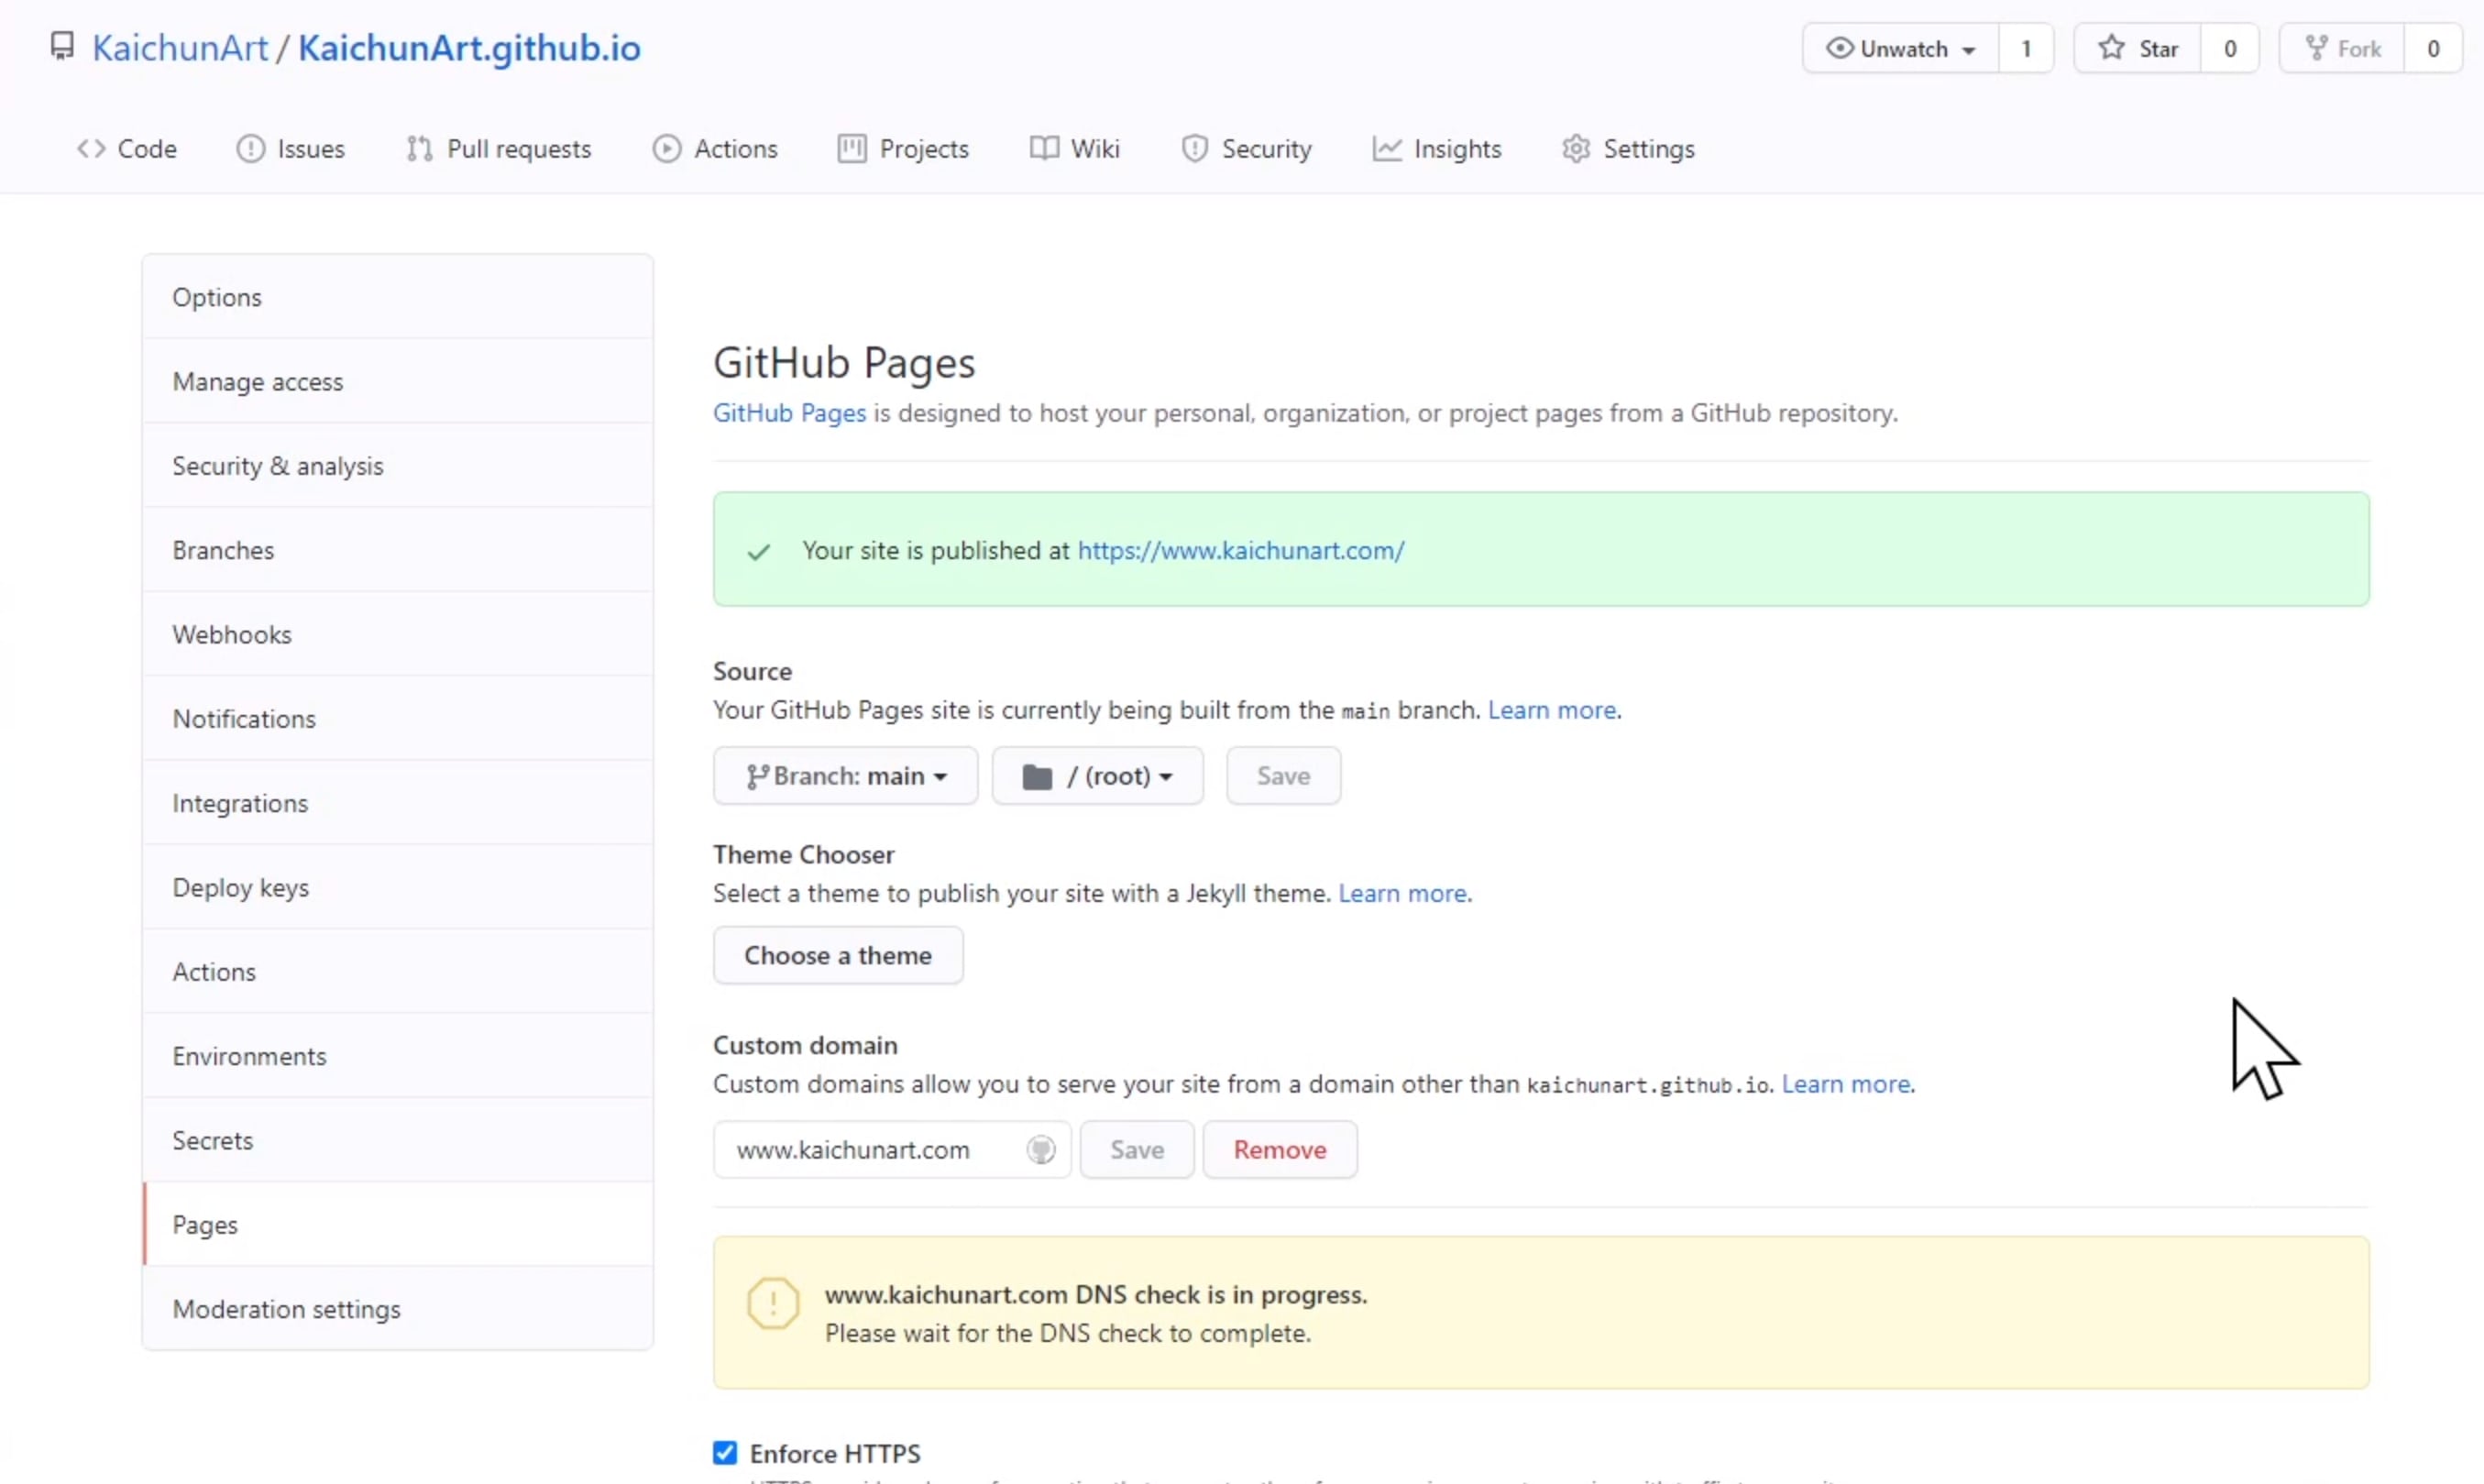 KaichunArt / KaichunArt.github.io
Unwatch 1 Star 0 Fork 0
Code Issues Pull requests Actions Projects Wiki Security Insights Settings
Options
Manage access
Security & analysis
Branches
Webhooks
Notifications
Integrations
Deploy keys
Actions
Environments
Secrets
Pages
Moderation settings
GitHub Pages
GitHub Pages is designed to host your personal, organization, or project pages from a GitHub repository.
Your site is published at https://www.kaichunart.com/
Source
Your GitHub Pages site is currently being built from the main branch. Learn more.
Branch: main / (root) Save
Theme Chooser
Select a theme to publish your site with a Jekyll theme. Learn more.
Choose a theme
Custom domain
Custom domains allow you to serve your site from a domain other than kaichunart.github.io. Learn more.
www.kaichunart.com Save Remove
www.kaichunart.com DNS check is in progress.
Please wait for the DNS check to complete.
Enforce HTTPS